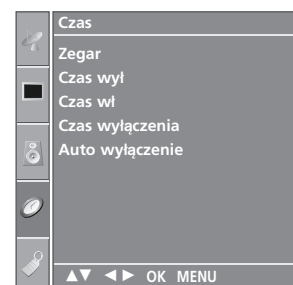 Czas
Zegar
Czas wył
Czas wł
Czas wyłączenia
Auto wyłączenie
▲▼ ◄► OK MENU